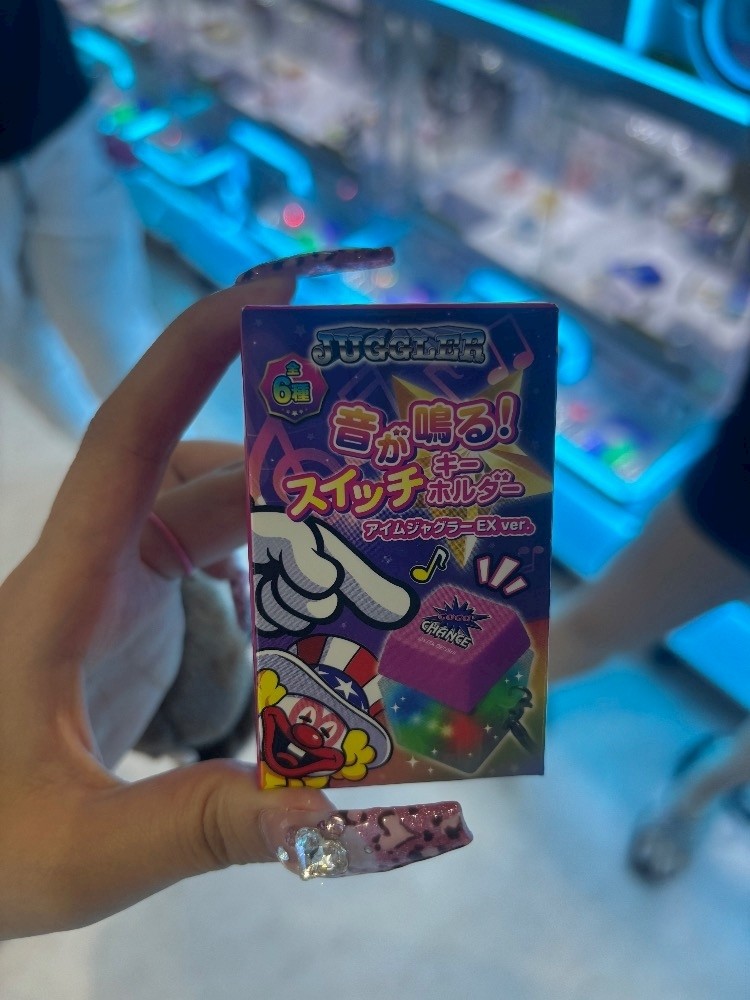 JUGGLER
全
6種
音が鳴る!
スイッチ
キー
ホルダー
アイムジャグラーEX ver.
GOGO!
CHANCE